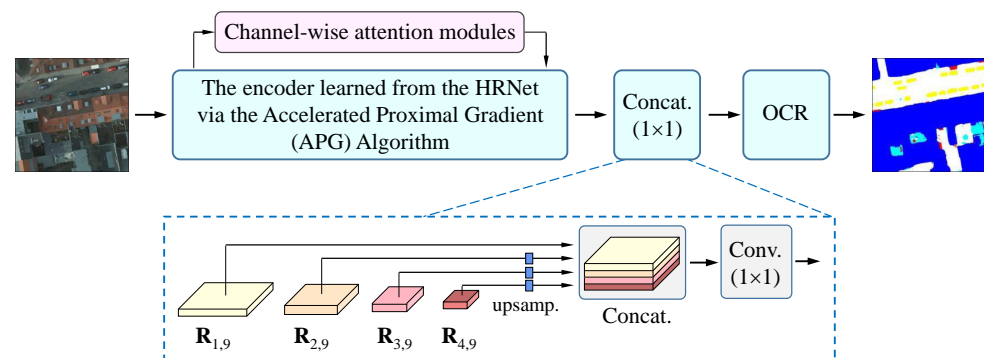 Channel-wise attention modules
The encoder learned from the HRNet
via the Accelerated Proximal Gradient
(APG) Algorithm
Concat.
(1×1)
OCR
Conv.
(1×1)
upsamp.
Concat.
R1,9
R2,9
R3,9
R4,9